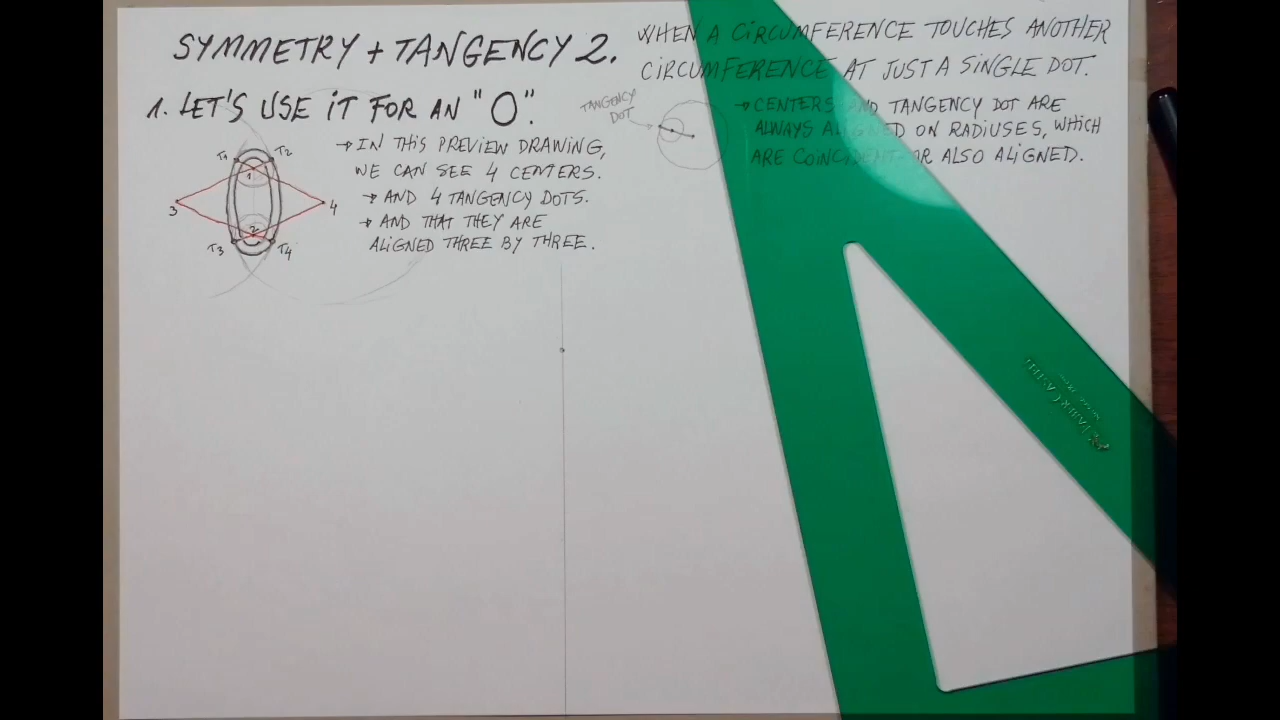 SYMMETRY + TANGENCY 2.
1. LET'S USE iT FOR AN "O".
→ IN THIS PREVIEW DRAWING,
WE CAN SEE 4 CENTERS.
→ AND 4 TANGENCY DOTS.
→ AND THAT THEY ARE
ALIGNED THREE BY THREE.
T1
T2
1
3
4
2
T3
T4
WHEN A CiRCUMFERENCE TOUCHES ANOTHER
CiRCUMFERENCE AT JUST A SiNGLE DOT.
TANGENCY
DOT
→ CENTERS AND TANGENCY DOT ARE
ALWAYS ALIGNED ON RADiUSES, WHiCH
ARE COiNCIDENT OR ALSO ALiGNED.